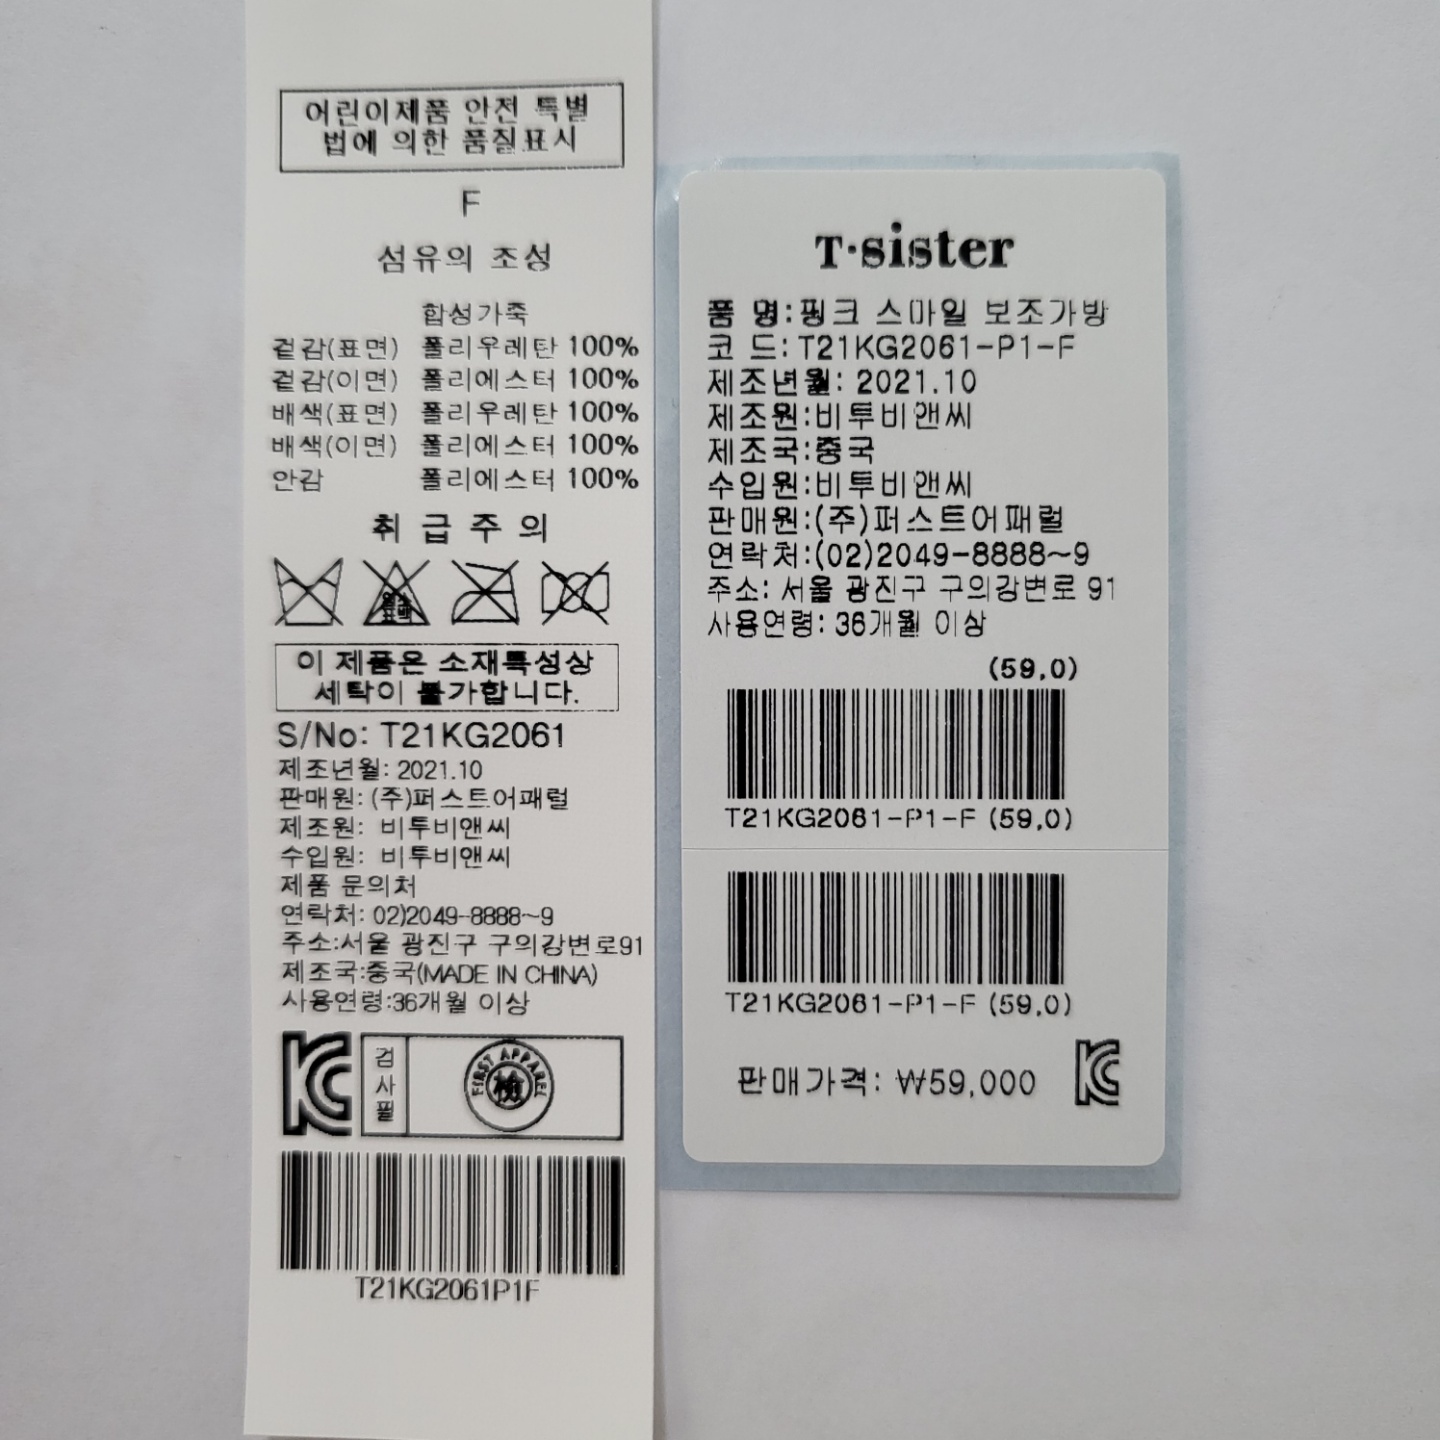 어린이제품 안전 특별
법에 의한 품질표시
F
섬유의 조성
합성가죽
겉감(표면) 폴리우레탄 100%
겉감(이면) 폴리에스터 100%
배색(표면) 폴리우레탄 100%
배색(이면) 폴리에스터 100%
안감 폴리에스터 100%
취급주의
염소
표백
이 제품은 소재특성상
세탁이 불가합니다.
S/No: T21KG2061
제조년월: 2021.10
판매원: (주)퍼스트어패럴
제조원: 비투비앤씨
수입원: 비투비앤씨
제품 문의처
연락처: 02)2049-8888~9
주소:서울 광진구 구의강변로91
제조국:중국(MADE IN CHINA)
사용연령:36개월 이상
검사필
FIRST APPAREL
檢
T21KG2061P1F
T·sister
품 명:핑크 스마일 보조가방
코 드: T21KG2061-P1-F
제조년월: 2021.10
제조원:비투비앤씨
제조국:중국
수입원:비투비앤씨
판매원:(주)퍼스트어패럴
연락처:(02)2049-8888~9
주소: 서울 광진구 구의강변로 91
사용연령: 36개월 이상
(59,0)
T21KG2061-P1-F (59,0)
T21KG2061-P1-F (59,0)
판매가격: ₩59,000